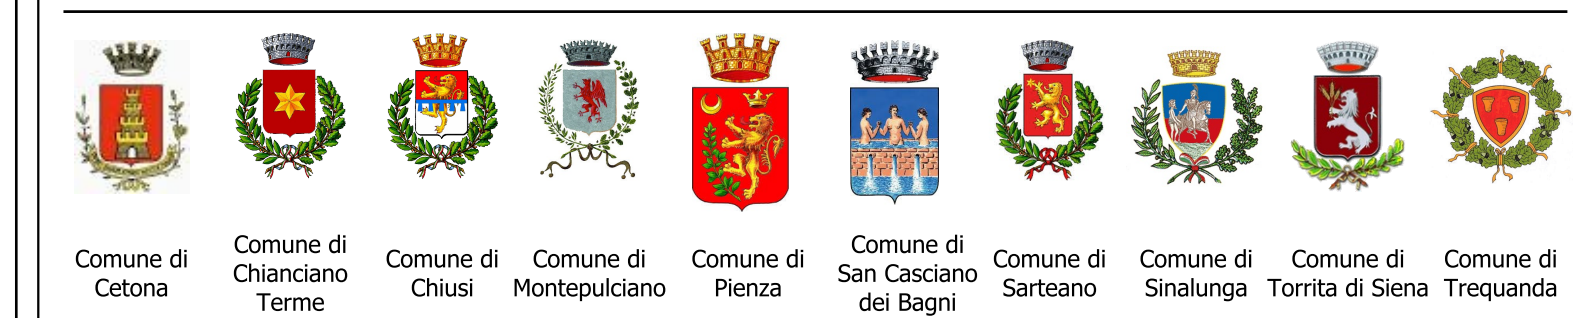 Comune di
Cetona
Comune di
Chianciano
Terme
Comune di
Chiusi
Comune di
Montepulciano
Comune di
Pienza
Comune di
San Casciano
dei Bagni
Comune di
Sarteano
Comune di
Sinalunga
Comune di
Torrita di Siena
Comune di
Trequanda